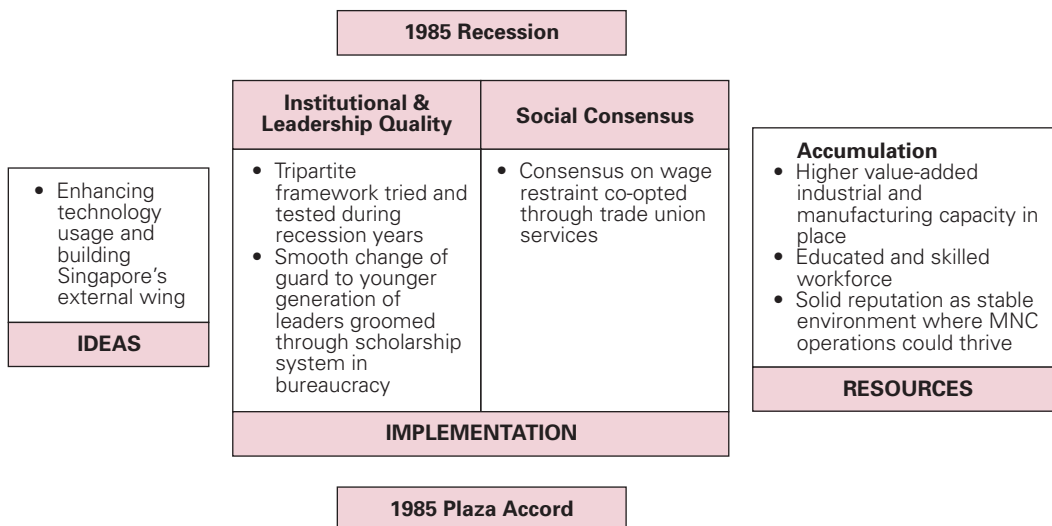 1985 Recession
• Enhancing
technology
usage and
building
Singapore’s
external wing
IDEAS
Institutional &
Leadership Quality
• Tripartite
framework tried and
tested during
recession years
• Smooth change of
guard to younger
generation of
leaders groomed
through scholarship
system in
bureaucracy
Social Consensus
• Consensus on wage
restraint co-opted
through trade union
services
IMPLEMENTATION
Accumulation
• Higher value-added
industrial and
manufacturing capacity in
place
• Educated and skilled
workforce
• Solid reputation as stable
environment where MNC
operations could thrive
RESOURCES
1985 Plaza Accord